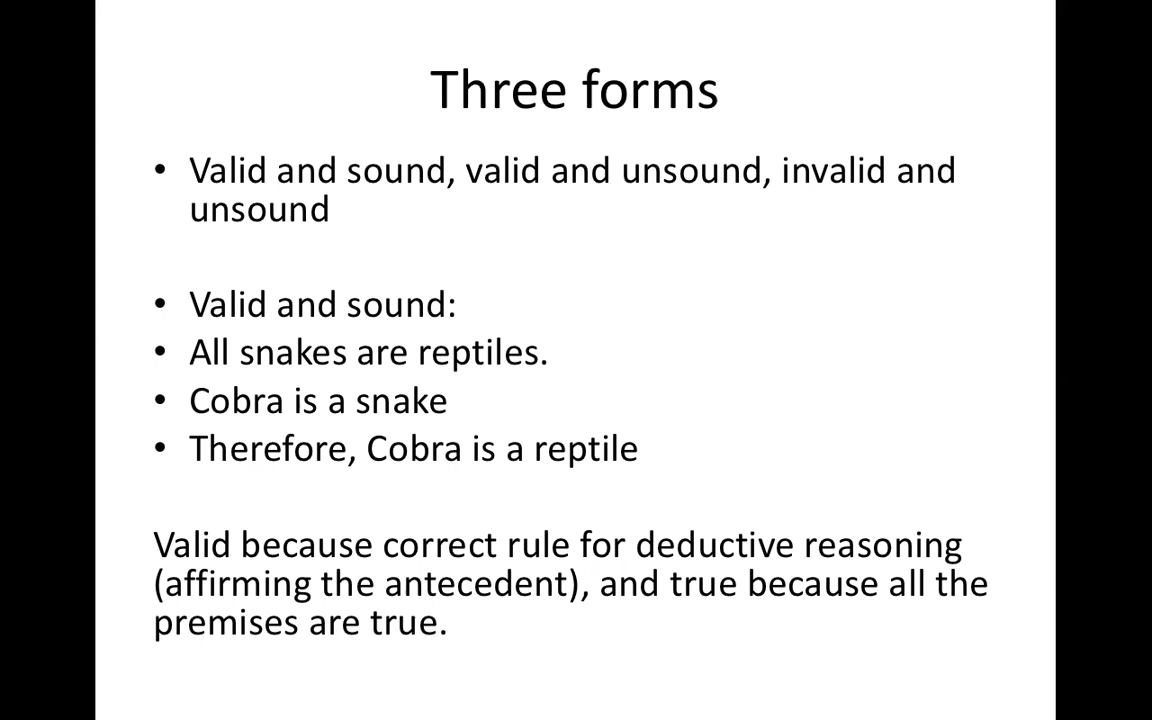 Three forms
• Valid and sound, valid and unsound, invalid and
unsound
• Valid and sound:
• All snakes are reptiles.
• Cobra is a snake
• Therefore, Cobra is a reptile
Valid because correct rule for deductive reasoning
(affirming the antecedent), and true because all the
premises are true.